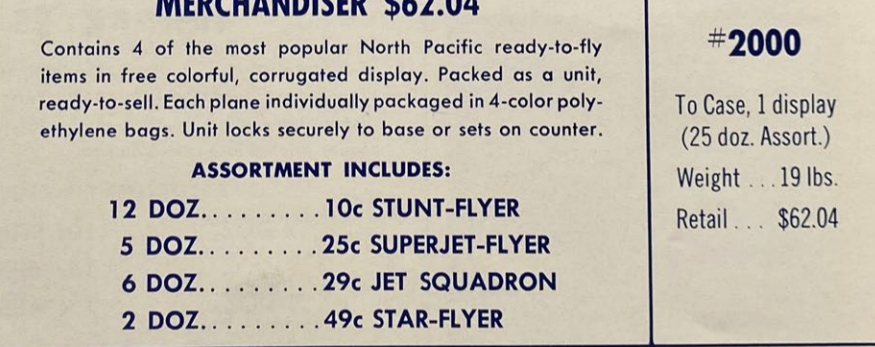 MERCHANDISER $62.04
Contains 4 of the most popular North Pacific ready-to-fly
items in free colorful, corrugated display. Packed as a unit,
ready-to-sell. Each plane individually packaged in 4-color poly-
ethylene bags. Unit locks securely to base or sets on counter.
ASSORTMENT INCLUDES:
12 DOZ. . . . . . . . . 10c STUNT-FLYER
5 DOZ. . . . . . . . . 25c SUPERJET-FLYER
6 DOZ. . . . . . . . . 29c JET SQUADRON
2 DOZ. . . . . . . . . 49c STAR-FLYER
#2000
To Case, 1 display
(25 doz. Assort.)
Weight . . . 19 lbs.
Retail . . . $62.04